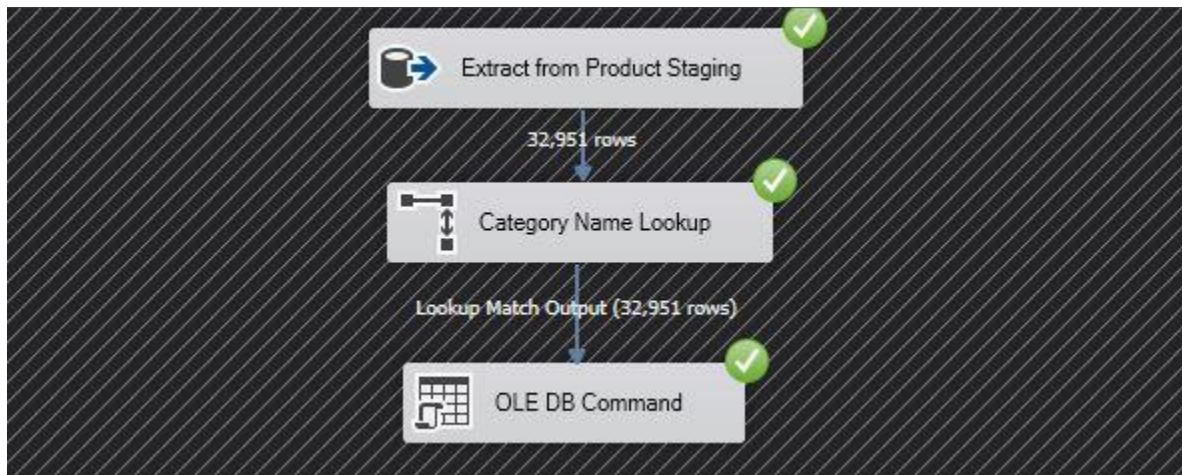 Extract from Product Staging
32,951 rows
Category Name Lookup
Lookup Match Output (32,951 rows)
OLE DB Command